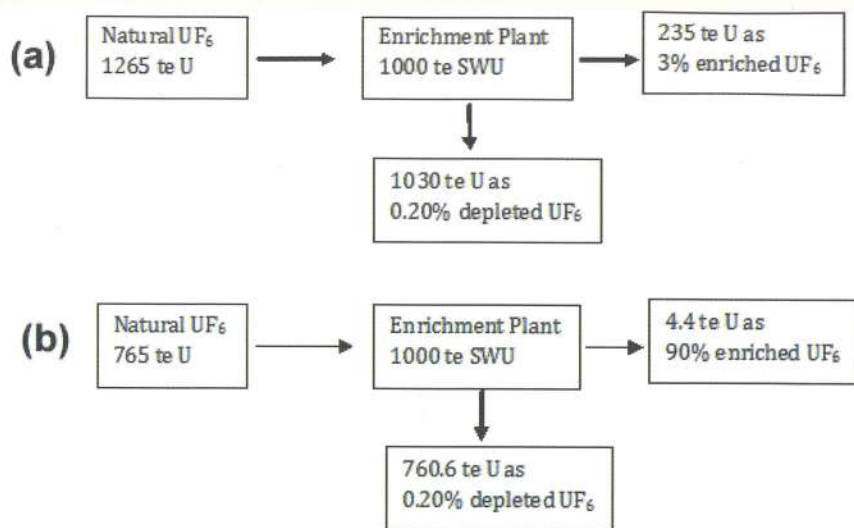 (a)
Natural UF₆
1265 te U
Enrichment Plant
1000 te SWU
235 te U as
3% enriched UF₆
1030 te U as
0.20% depleted UF₆
(b)
Natural UF₆
765 te U
Enrichment Plant
1000 te SWU
4.4 te U as
90% enriched UF₆
760.6 te U as
0.20% depleted UF₆